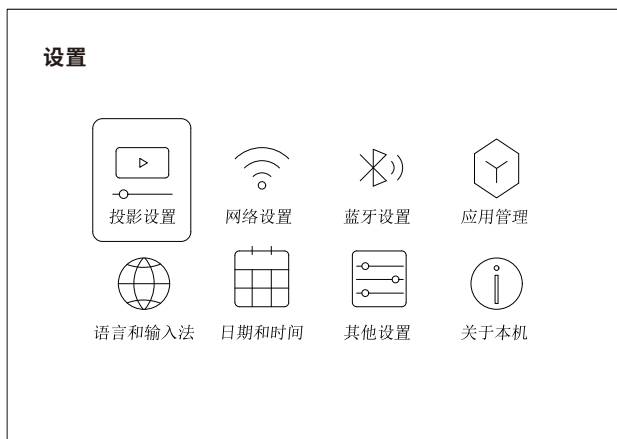 设置
投影设置
网络设置
蓝牙设置
应用管理
语言和输入法
日期和时间
其他设置
关于本机